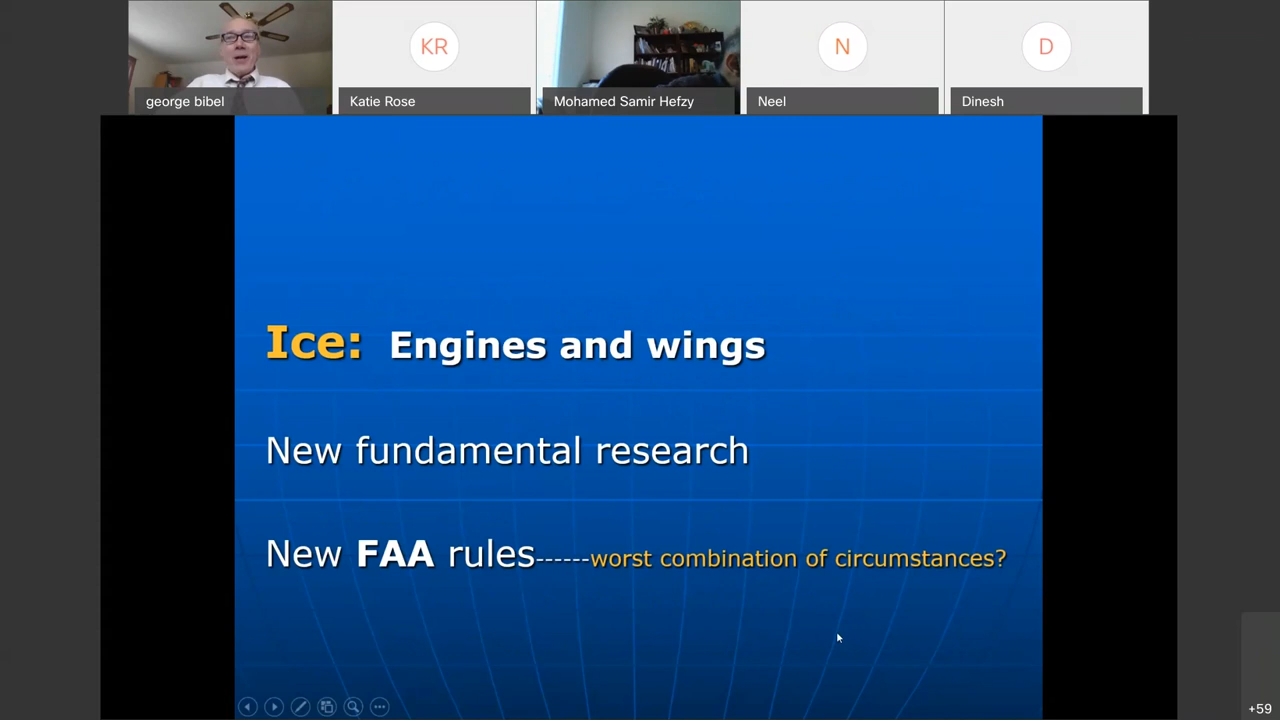 george bibel
KR
Katie Rose
Mohamed Samir Hefzy
N
Neel
D
Dinesh
Ice: Engines and wings
New fundamental research
New FAA rules------worst combination of circumstances?
+59